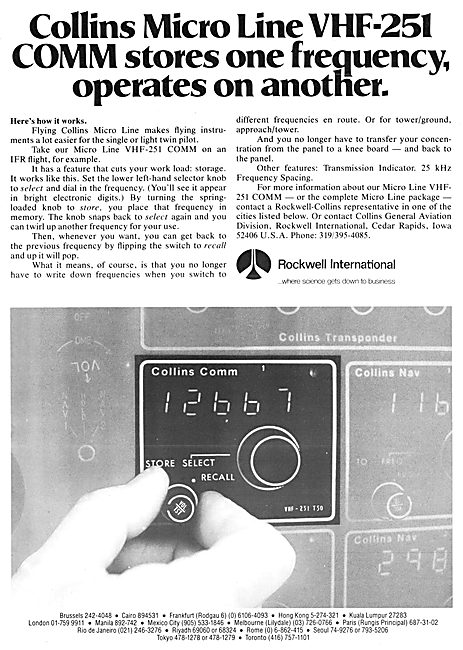 Collins Micro Line VHF-251
COMM stores one frequency,
operates on another.
Here's how it works.
Flying Collins Micro Line makes flying instru-
ments a lot easier for the single or light twin pilot.
Take our Micro Line VHF-251 COMM on an
IFR flight, for example.
It has a feature that cuts your work load: storage.
It works like this. Set the lower left-hand selector knob
to select and dial in the frequency. (You'll see it appear
in bright electronic digits.) By turning the spring-
loaded knob to store, you place that frequency in
memory. The knob snaps back to select again and you
can twirl up another frequency for your use.
Then, whenever you want, you can get back to
the previous frequency by flipping the switch to recall
and up it will pop.
What it means, of course, is that you no longer
have to write down frequencies when you switch to
different frequencies en route. Or for tower/ground,
approach/tower.
And you no longer have to transfer your concen-
tration from the panel to a knee board — and back to
the panel.
Other features: Transmission Indicator. 25 kHz
Frequency Spacing.
For more information about our Micro Line VHF-
251 COMM — or the complete Micro Line package —
contact a Rockwell-Collins representative in one of the
cities listed below. Or contact Collins General Aviation
Division, Rockwell International, Cedar Rapids, Iowa
52406 U.S.A. Phone: 319/395-4085.
Rockwell International
...where science gets down to business
OFF
DME
VOL
Collins Transponder
Collins Comm
12667
STORE SELECT
RECALL
VHF-251 TSO
Collins Nav
116
TO FREQ
Collins Nav
298
Brussels 242-4048 • Cairo 894531 • Frankfurt (Rodgau 6) (0) 6106-4093 • Hong Kong 5-274-321 • Kuala Lumpur 27283
London 01-759 9911 • Manila 892-742 • Mexico City (905) 533-1846 • Melbourne (Lilydale) (03) 726-0766 • Paris (Rungis Principal) 687-31-02
Rio de Janeiro (021) 246-3276 • Riyadh 69060 or 68324 • Rome (0) 6-862-415 • Seoul 74-9276 or 793-5206
Tokyo 478-1278 or 478-1279 • Toronto (416) 757-1101